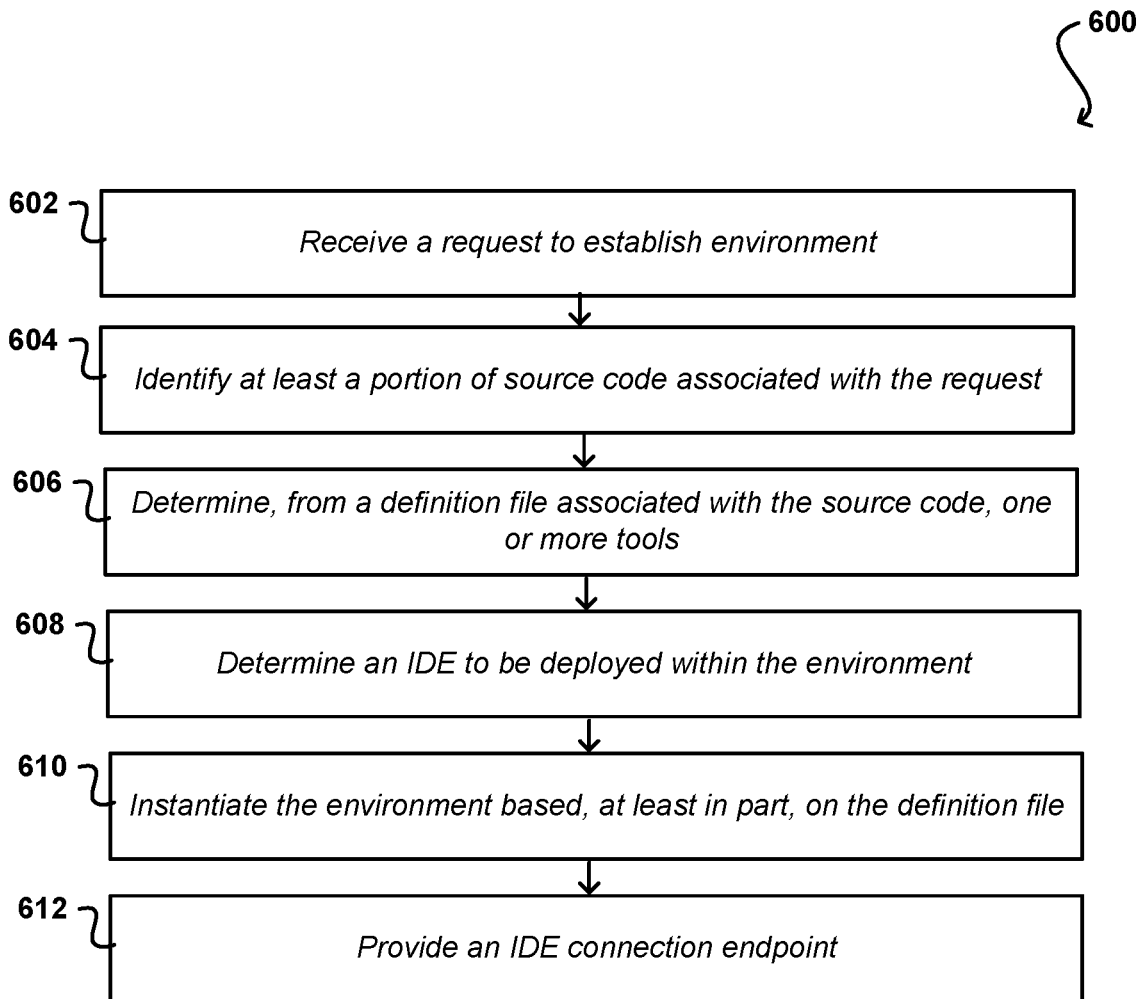 600
602
Receive a request to establish environment
604
Identify at least a portion of source code associated with the request
606
Determine, from a definition file associated with the source code, one
or more tools
608
Determine an IDE to be deployed within the environment
610
Instantiate the environment based, at least in part, on the definition file
612
Provide an IDE connection endpoint